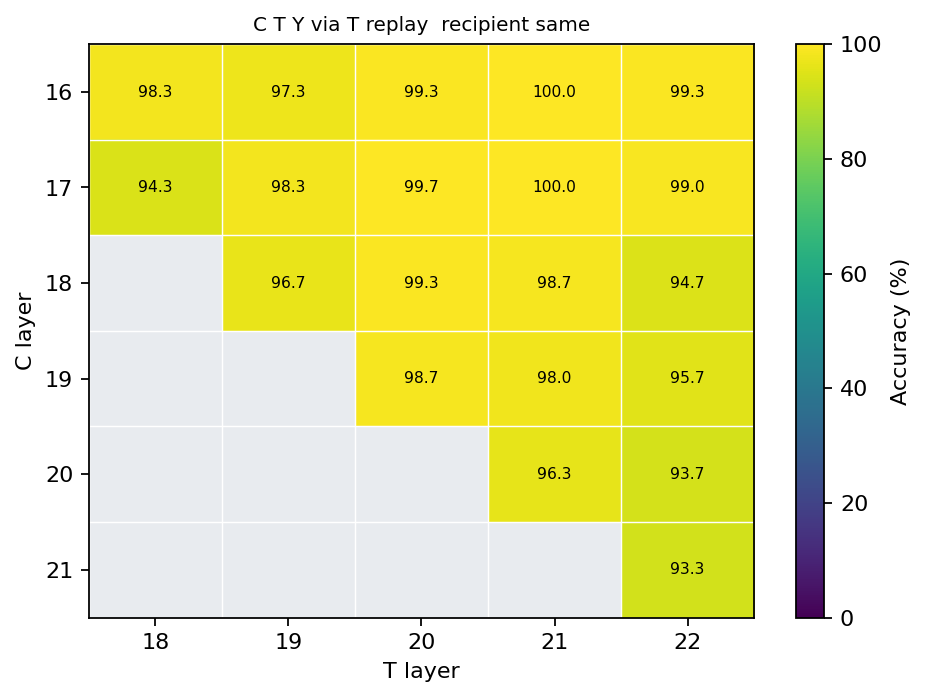 C T Y via T replay  recipient same
C layer
16 98.3 97.3 99.3 100.0 99.3
17 94.3 98.3 99.7 100.0 99.0
18 96.7 99.3 98.7 94.7
19 98.7 98.0 95.7
20 96.3 93.7
21 93.3
18 19 20 21 22
T layer
100
80
60
40
20
0
Accuracy (%)